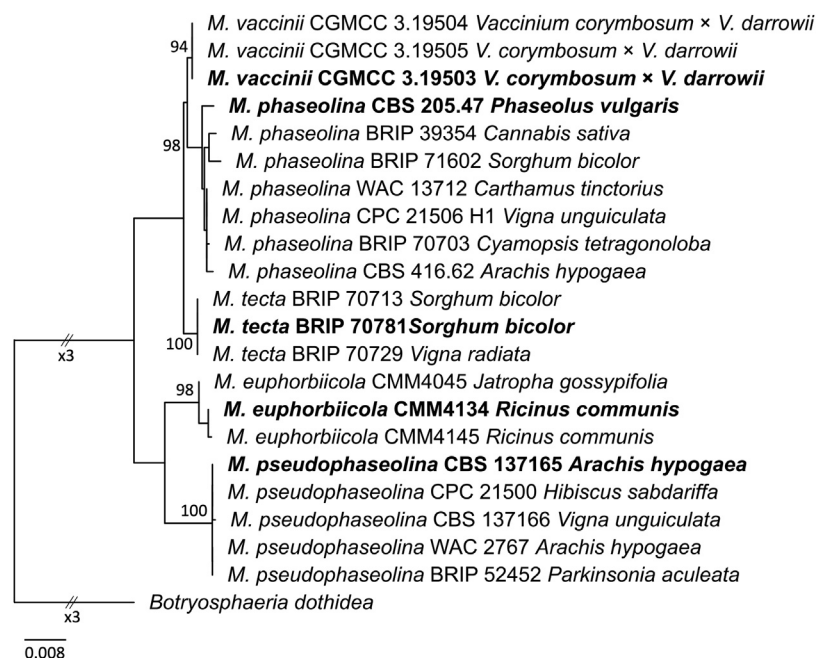 M. vaccinii CGMCC 3.19504 Vaccinium corymbosum × V. darrowii
94
M. vaccinii CGMCC 3.19505 V. corymbosum × V. darrowii
M. vaccinii CGMCC 3.19503 V. corymbosum × V. darrowii
M. phaseolina CBS 205.47 Phaseolus vulgaris
M. phaseolina BRIP 39354 Cannabis sativa
98
M. phaseolina BRIP 71602 Sorghum bicolor
M. phaseolina WAC 13712 Carthamus tinctorius
M. phaseolina CPC 21506 H1 Vigna unguiculata
M. phaseolina BRIP 70703 Cyamopsis tetragonoloba
M. phaseolina CBS 416.62 Arachis hypogaea
M. tecta BRIP 70713 Sorghum bicolor
M. tecta BRIP 70781Sorghum bicolor
100
M. tecta BRIP 70729 Vigna radiata
x3
M. euphorbiicola CMM4045 Jatropha gossypifolia
98
M. euphorbiicola CMM4134 Ricinus communis
M. euphorbiicola CMM4145 Ricinus communis
M. pseudophaseolina CBS 137165 Arachis hypogaea
M. pseudophaseolina CPC 21500 Hibiscus sabdariffa
100
M. pseudophaseolina CBS 137166 Vigna unguiculata
M. pseudophaseolina WAC 2767 Arachis hypogaea
M. pseudophaseolina BRIP 52452 Parkinsonia aculeata
Botryosphaeria dothidea
x3
0.008